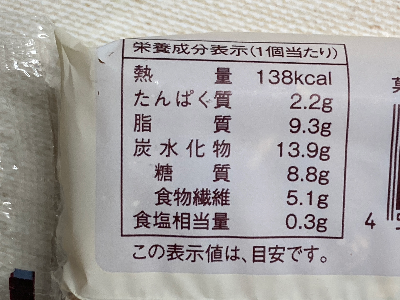 栄養成分表示(1個当たり)
熱量 138kcal
たんぱく質 2.2g
脂質 9.3g
炭水化物 13.9g
糖質 8.8g
食物繊維 5.1g
食塩相当量 0.3g
この表示値は、目安です。
4